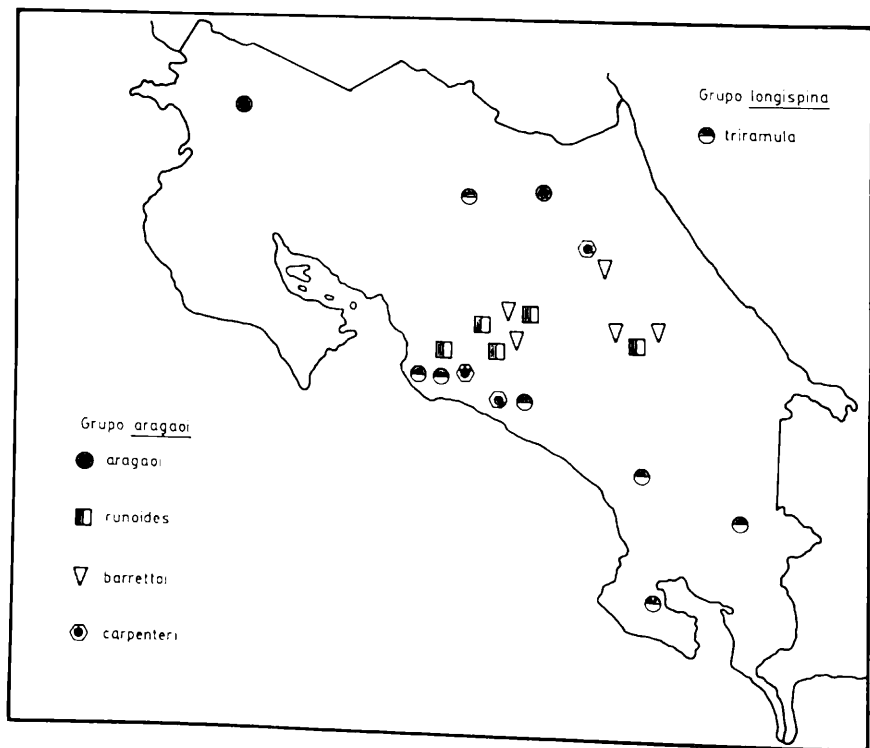 Grupo longispina
triramula
Grupo aragaoi
aragaoi
runoides
barrettoi
carpenteri